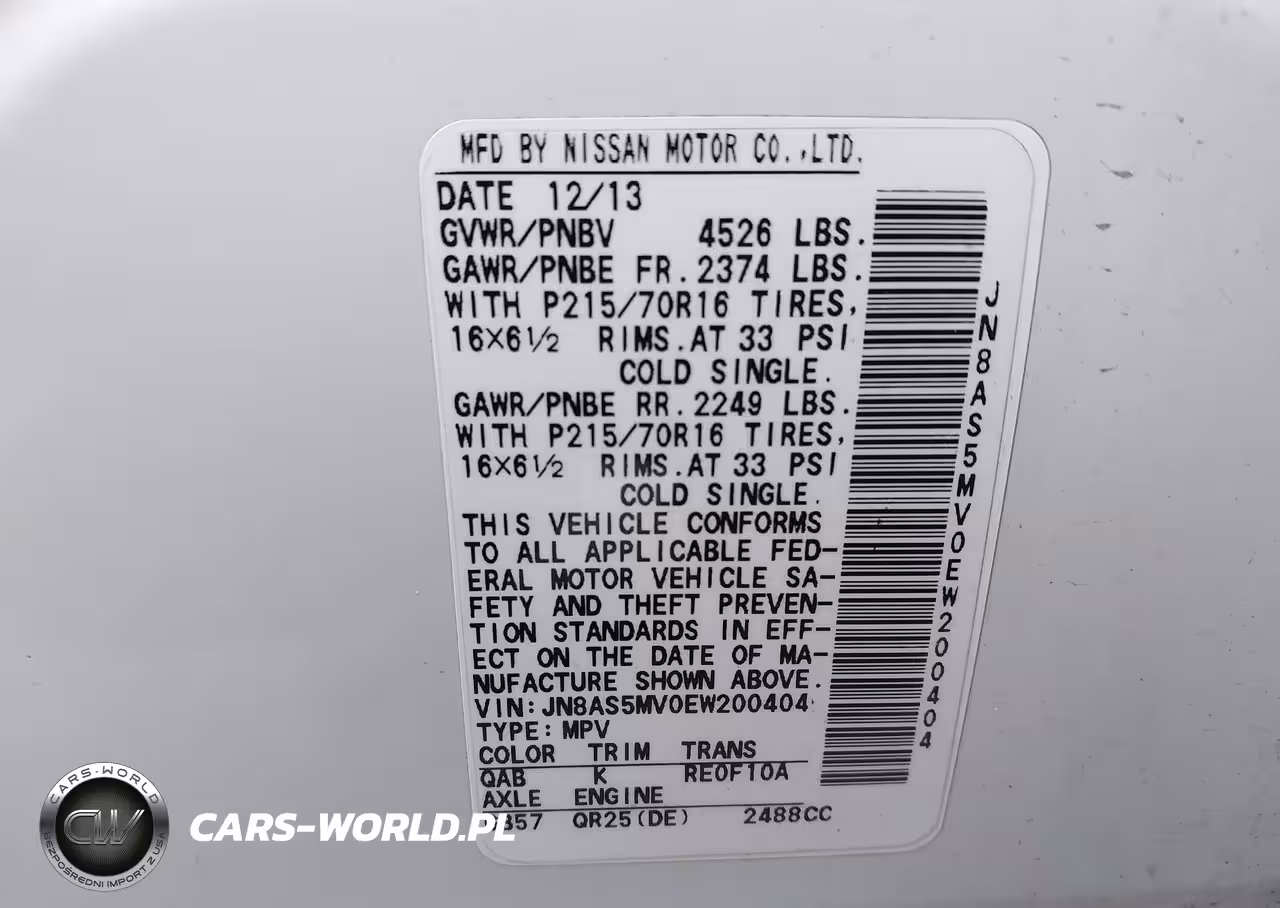 MFD BY NISSAN MOTOR CO.,LTD.
DATE 12/13
GVWR/PNBV 4526 LBS.
GAWR/PNBE FR.2374 LBS.
WITH P215/70R16 TIRES,
16×6½ RIMS.AT 33 PSI
COLD SINGLE.
GAWR/PNBE RR.2249 LBS.
WITH P215/70R16 TIRES,
16×6½ RIMS.AT 33 PSI
COLD SINGLE.
THIS VEHICLE CONFORMS
TO ALL APPLICABLE FED-
ERAL MOTOR VEHICLE SA-
FETY AND THEFT PREVEN-
TION STANDARDS IN EFF-
ECT ON THE DATE OF MA-
NUFACTURE SHOWN ABOVE.
VIN:JN8AS5MV0EW200404
TYPE:MPV
COLOR TRIM TRANS
QAB K RE0F10A
AXLE ENGINE
QR25(DE) 2488CC
JN8AS5MV0EW200404
CARS-WORLD
CW
BEZPOŚREDNI IMPORT Z USA
CARS-WORLD.PL